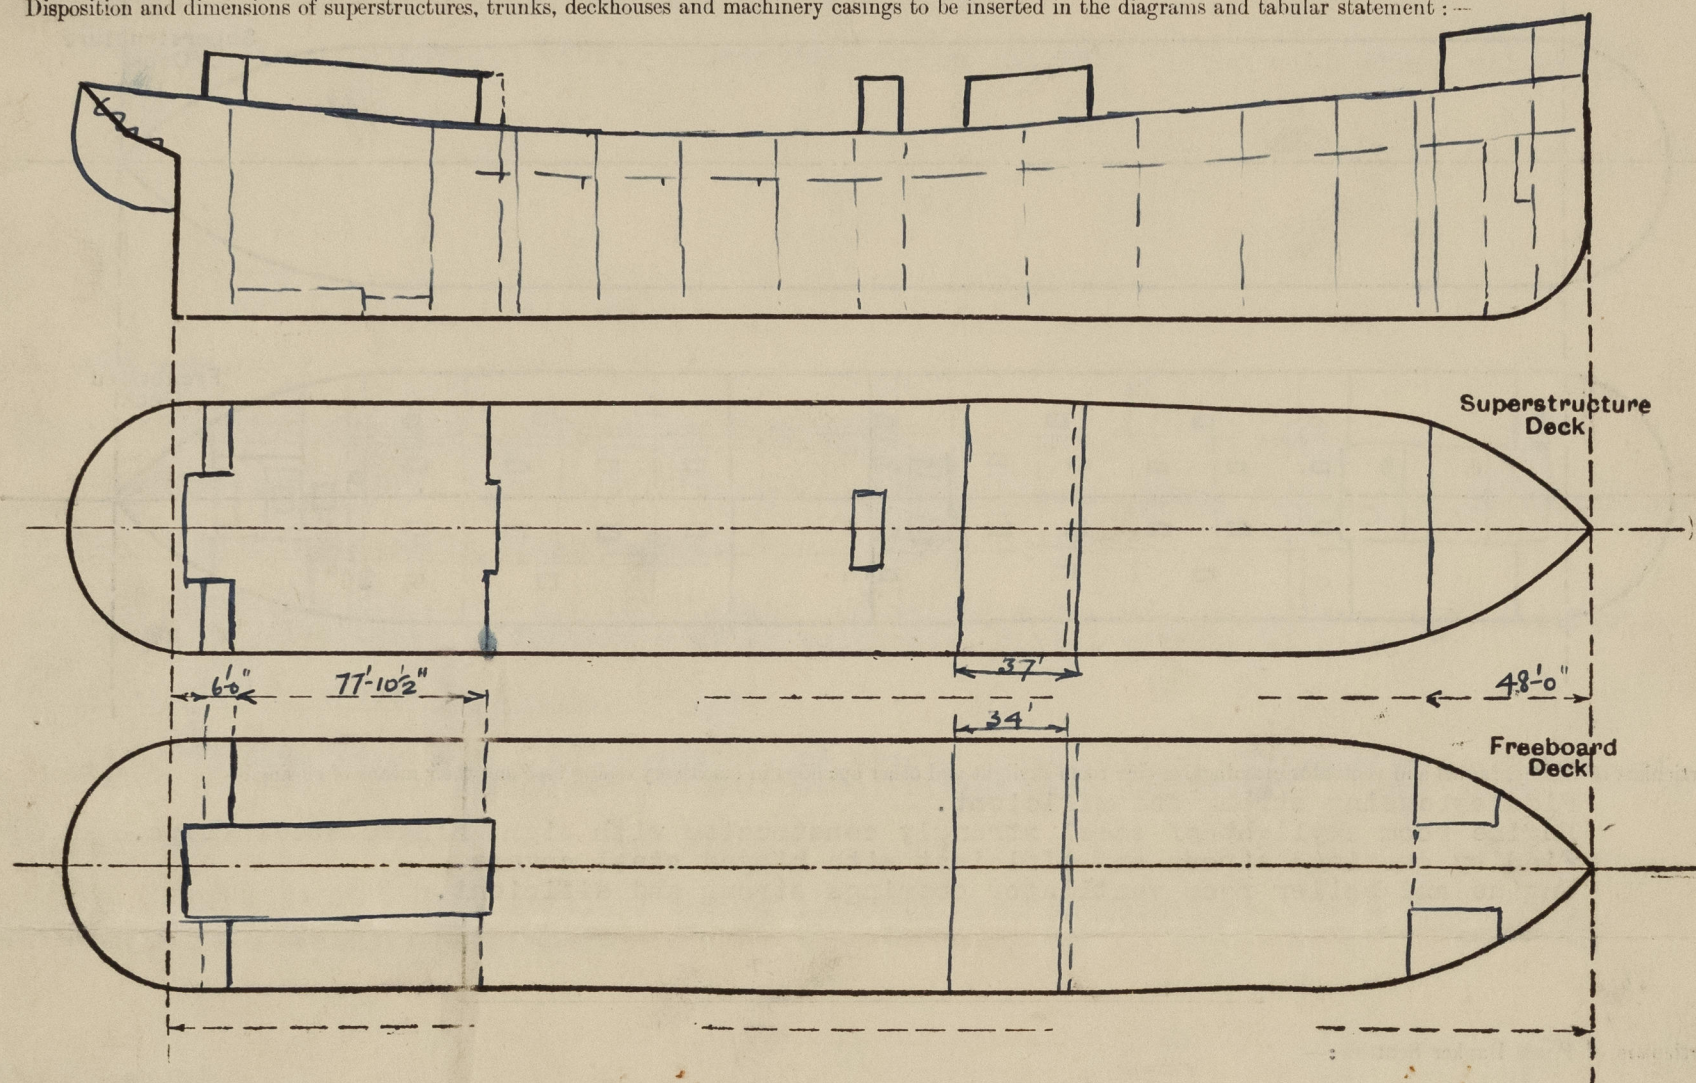 Disposition and dimensions of superstructures, trunks, deckhouses and machinery casings to be inserted in the diagrams and tabular statement :—
Superstructure
Deck
37'
6'-0"
77'-10½"
48'-0"
34'
Freeboard
Deck